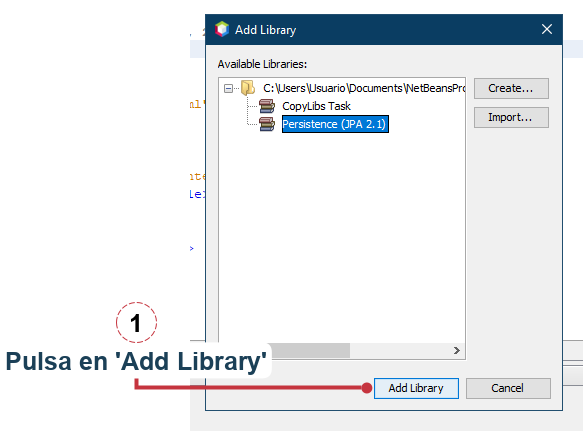 Add Library
Available Libraries:
C:\Users\Usuario\Documents\NetBeansPro
Create...
CopyLibs Task
Persistence (JPA 2.1)
Import...
1
Pulsa en 'Add Library'
Add Library
Cancel